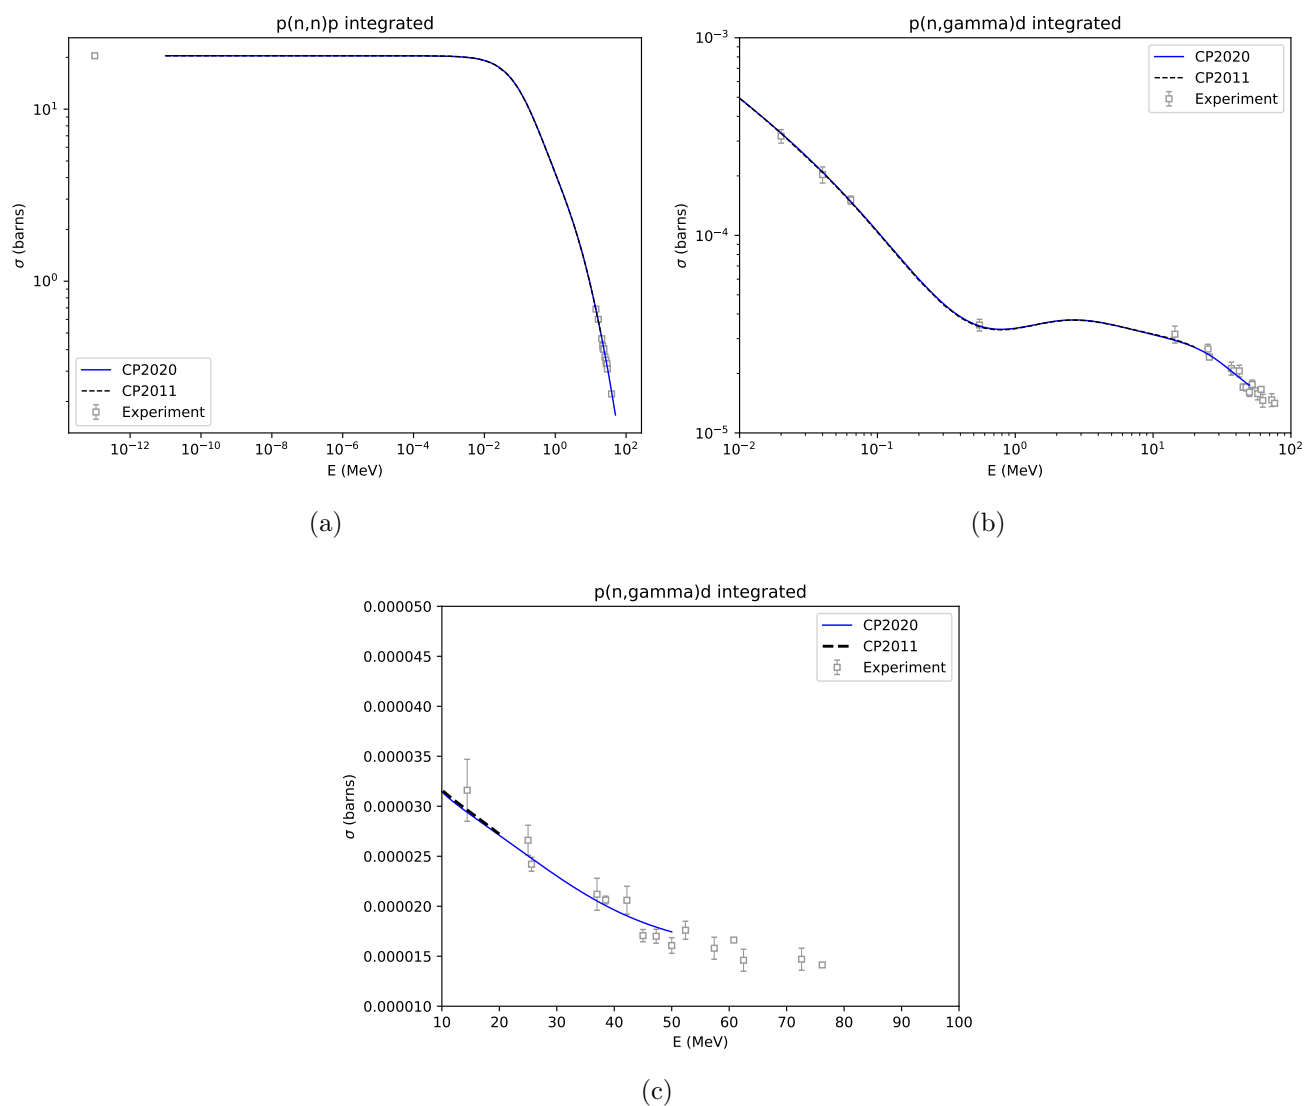 p(n,n)p integrated
σ (barns)
10¹
10⁰
CP2020
CP2011
Experiment
10⁻¹² 10⁻¹⁰ 10⁻⁸ 10⁻⁶ 10⁻⁴ 10⁻² 10⁰ 10²
E (MeV)
(a)
p(n,gamma)d integrated
σ (barns)
10⁻³
10⁻⁴
10⁻⁵
CP2020
CP2011
Experiment
10⁻² 10⁻¹ 10⁰ 10¹ 10²
E (MeV)
(b)
p(n,gamma)d integrated
σ (barns)
0.000050
0.000045
0.000040
0.000035
0.000030
0.000025
0.000020
0.000015
0.000010
CP2020
CP2011
Experiment
10 20 30 40 50 60 70 80 90 100
E (MeV)
(c)